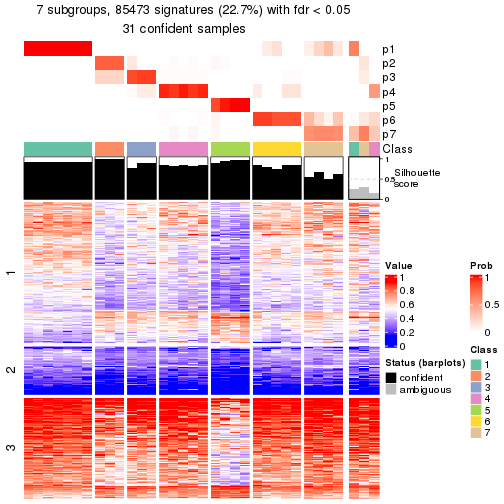 7 subgroups, 85473 signatures (22.7%) with fdr < 0.05
31 confident samples
p1
p2
p3
p4
p5
p6
p7
Class
1
0.5
0
Silhouette
score
1
2
3
Value
1
0.8
0.6
0.4
0.2
0
Status (barplots)
confident
ambiguous
Prob
1
0.5
0
Class
1
2
3
4
5
6
7